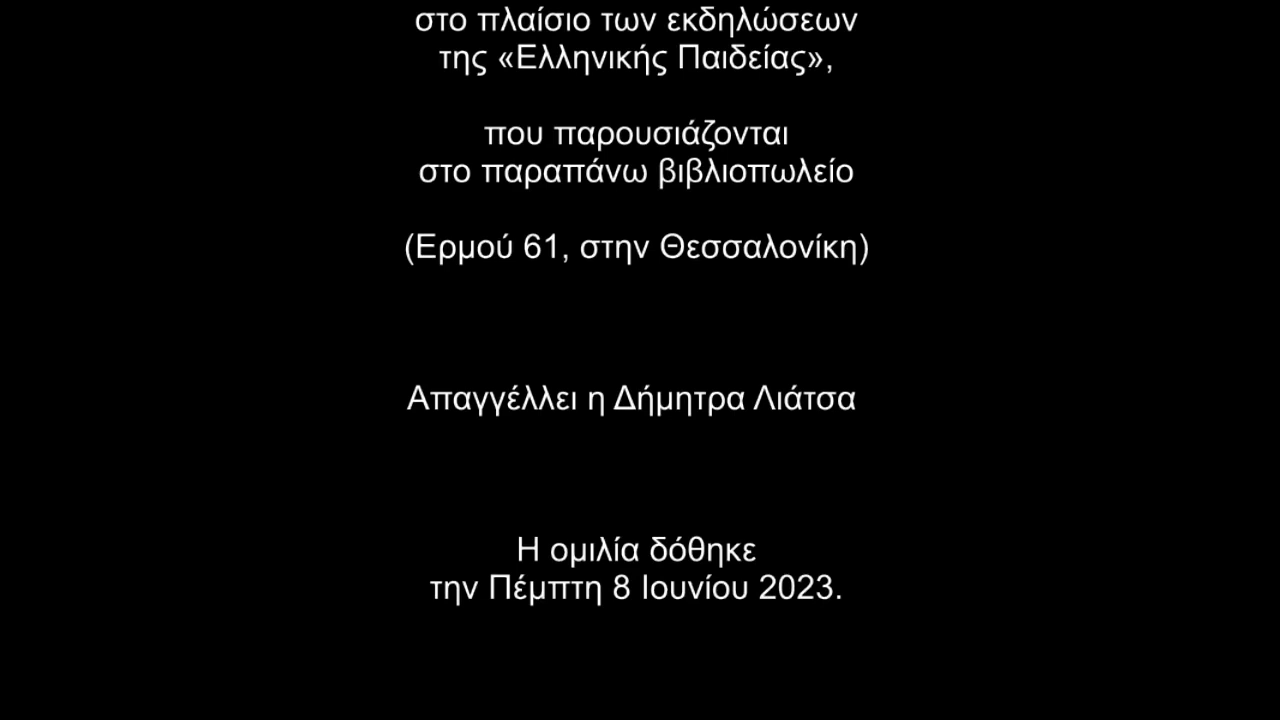 στο πλαίσιο των εκδηλώσεων
της «Ελληνικής Παιδείας»,
που παρουσιάζονται
στο παραπάνω βιβλιοπωλείο
(Ερμού 61, στην Θεσσαλονίκη)
Απαγγέλλει η Δήμητρα Λιάτσα
Η ομιλία δόθηκε
την Πέμπτη 8 Ιουνίου 2023.